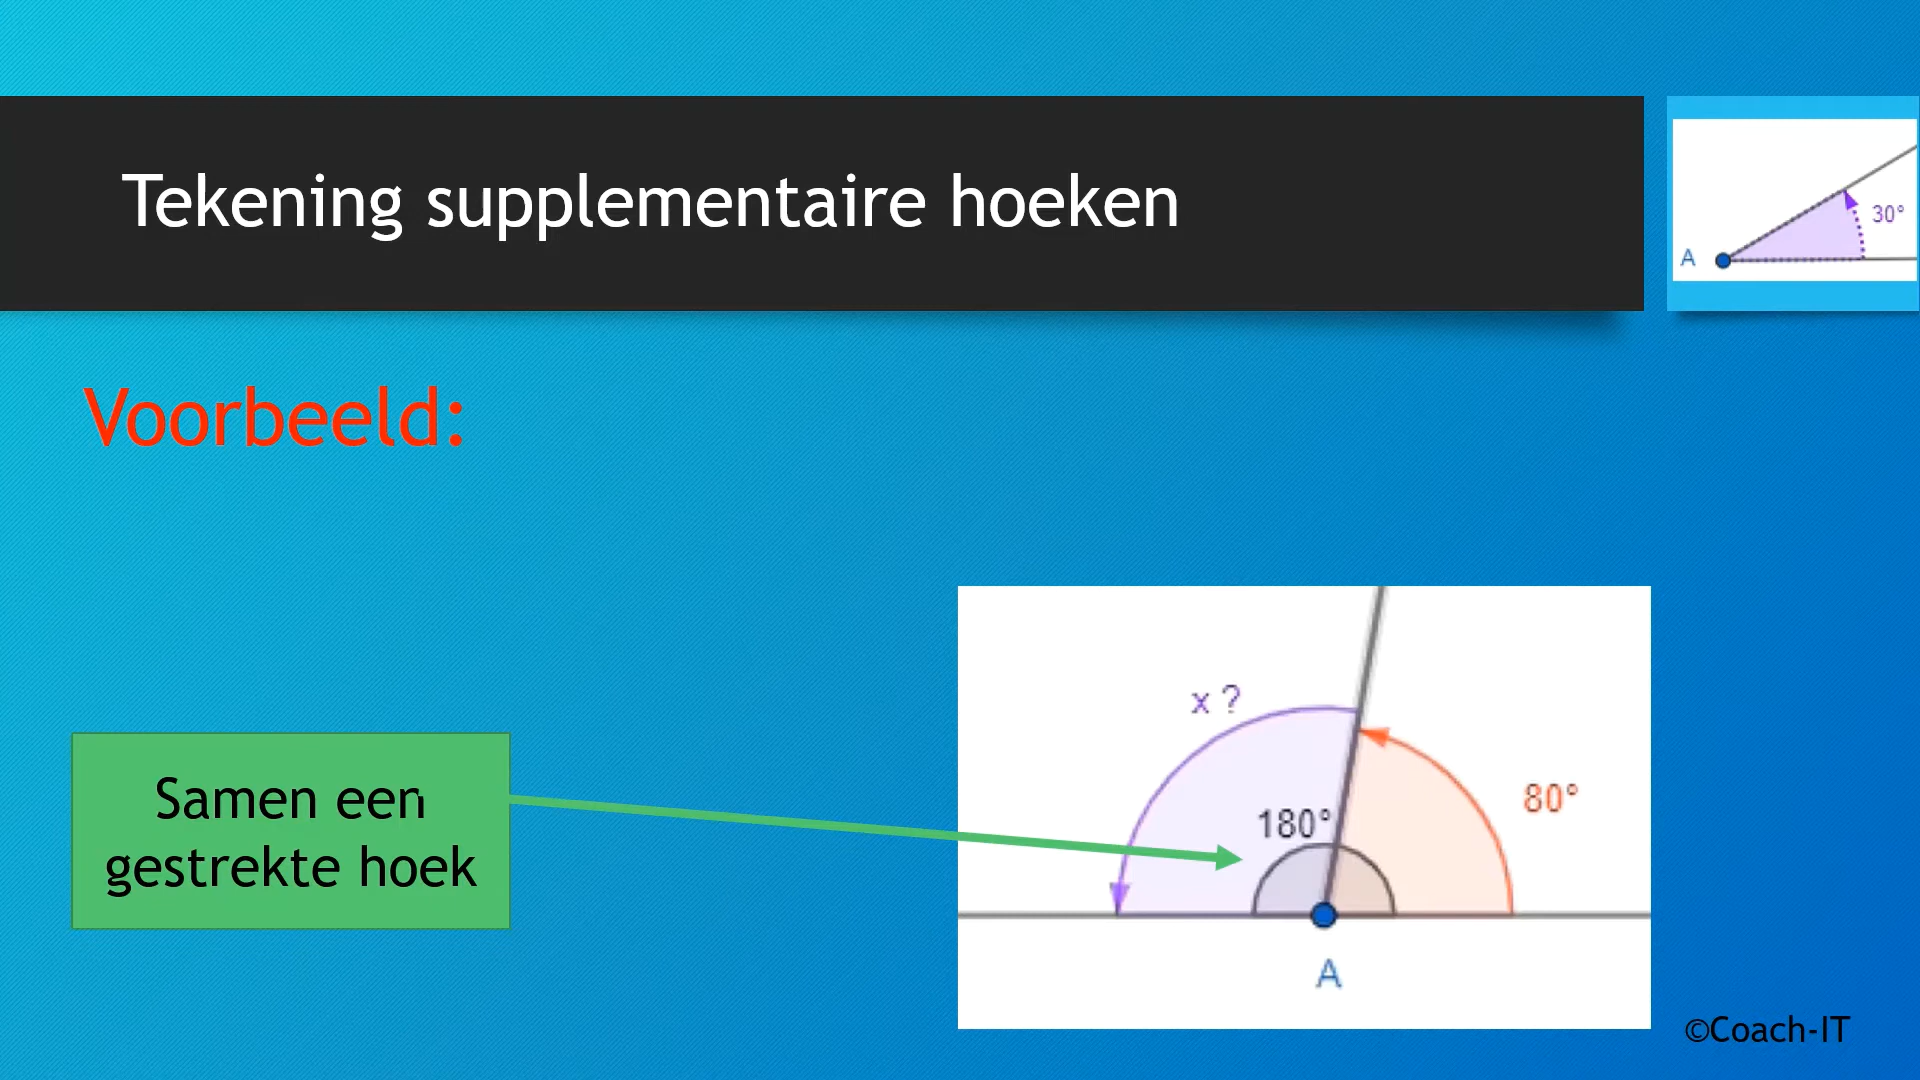 Tekening supplementaire hoeken
30°
A
Voorbeeld:
x ?
80°
180°
Samen een
gestrekte hoek
A
©Coach-IT